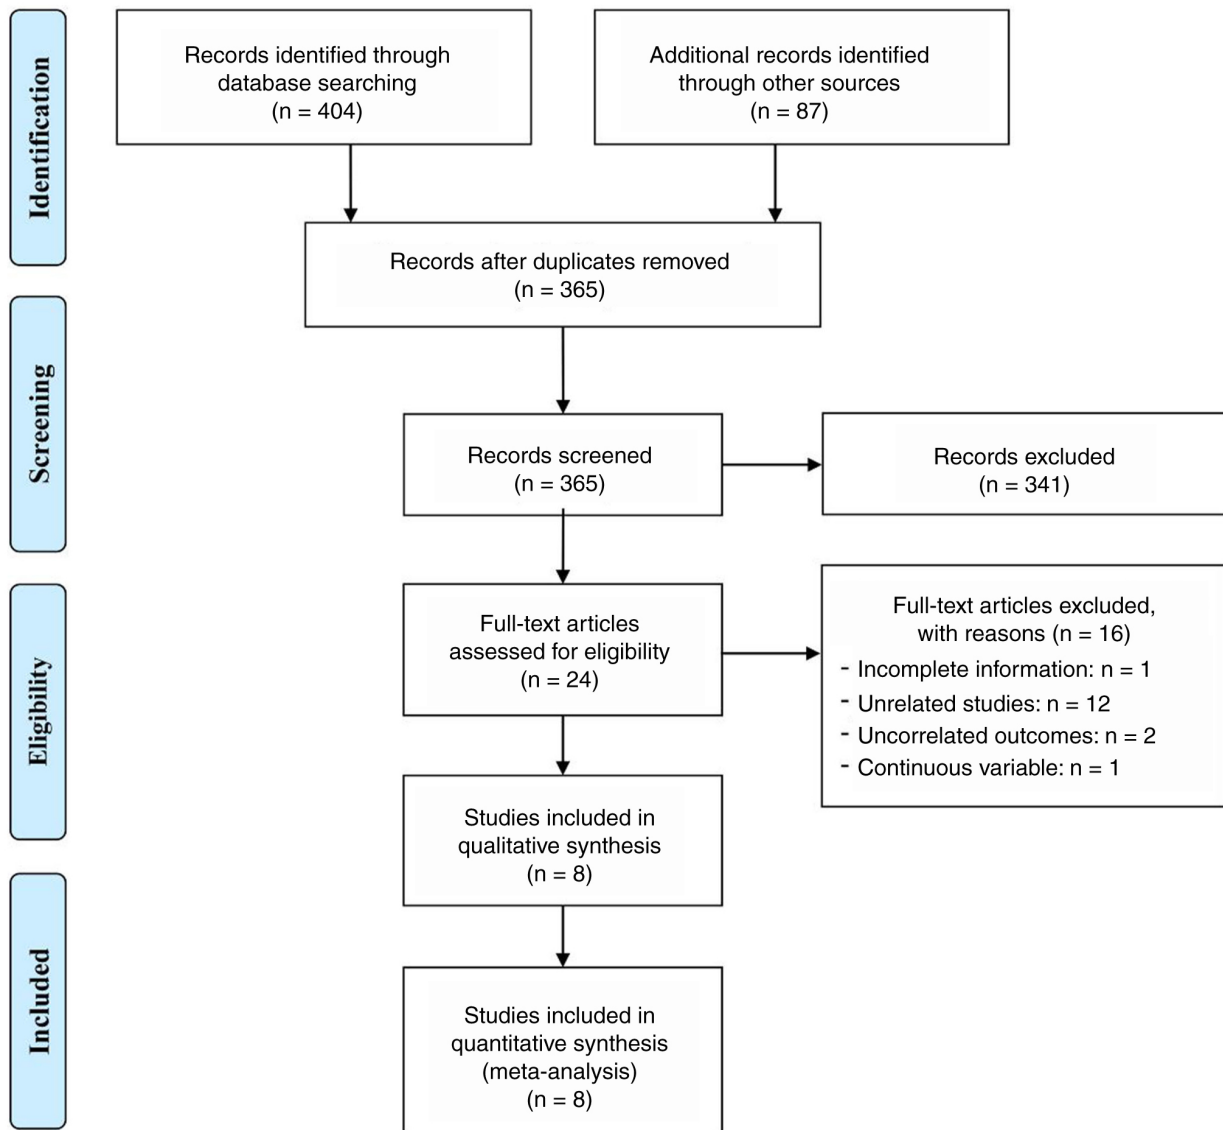 Identification
Records identified through
database searching
(n = 404)
Additional records identified
through other sources
(n = 87)
Records after duplicates removed
(n = 365)
Screening
Records screened
(n = 365)
Records excluded
(n = 341)
Eligibility
Full-text articles
assessed for eligibility
(n = 24)
Full-text articles excluded,
with reasons (n = 16)
- Incomplete information: n = 1
- Unrelated studies: n = 12
- Uncorrelated outcomes: n = 2
- Continuous variable: n = 1
Studies included in
qualitative synthesis
(n = 8)
Included
Studies included in
quantitative synthesis
(meta-analysis)
(n = 8)